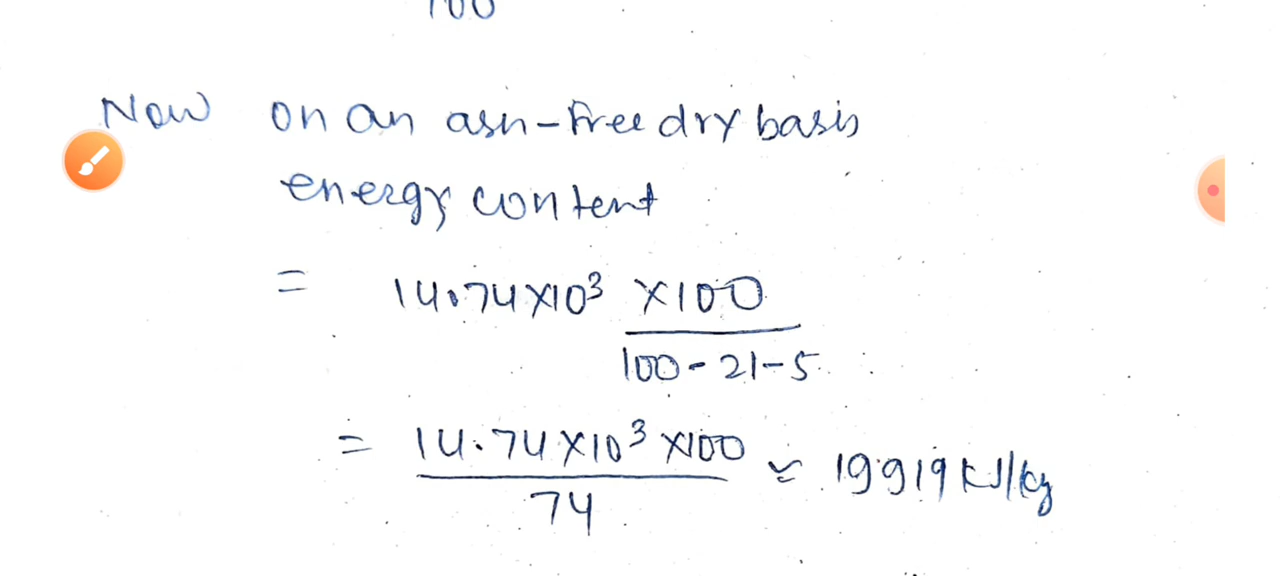 100
Now on an ash-free dry basis
energy content
= 14.74×10³ ×100
100-21-5
= 14.74×10³ ×100 ≃ 19919 kJ/kg
74